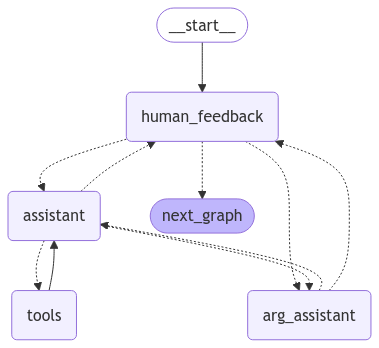 __start__
human_feedback
assistant
next_graph
tools
arg_assistant